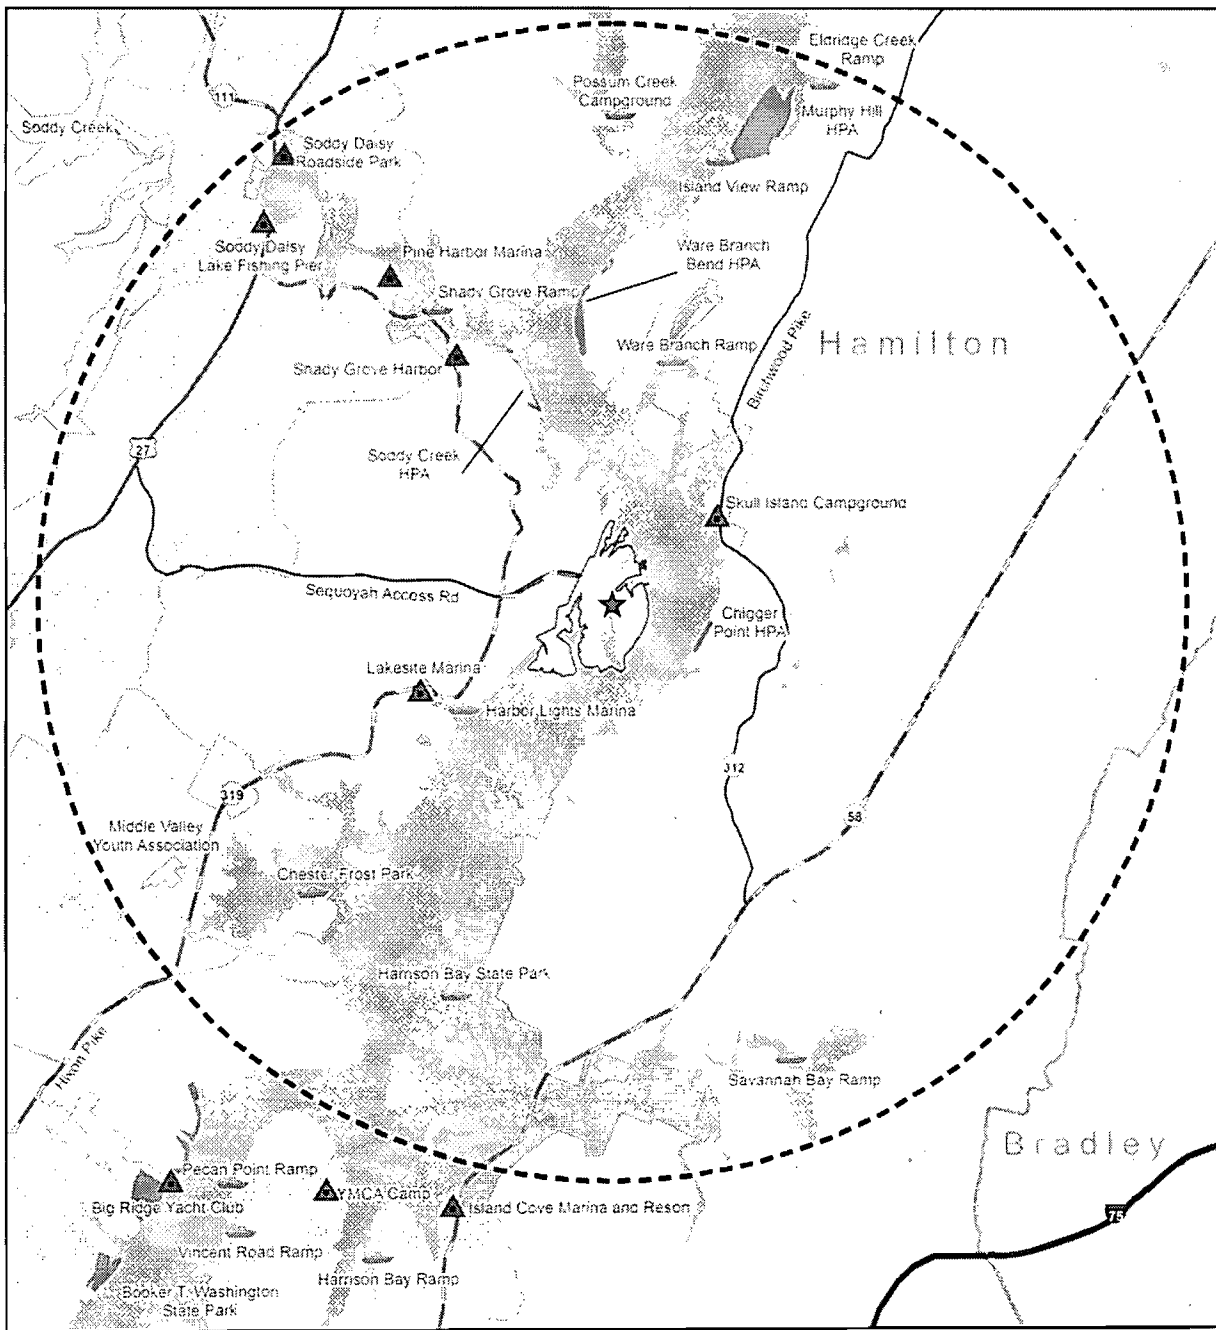 Eldridge Creek
Ramp
Possum Creek
Campground
111
Murphy Hill
HPA
Soddy Creek
Soddy Daisy
Roadside Park
Island View Ramp
Soddy Daisy
Lake Fishing Pier
Pine Harbor Marina
Ware Branch
Bend HPA
Shady Grove Ramp
Birchwood Pike
Hamilton
Ware Branch Ramp
Shady Grove Harbor
27
Soddy Creek
HPA
Skull Island Campground
Sequoyah Access Rd
Chigger
Point HPA
Lakesite Marina
Harbor Lights Marina
312
319
58
Middle Valley
Youth Association
Chester Frost Park
Harrison Bay State Park
Hixon Pike
Savannah Bay Ramp
Bradley
Pecan Point Ramp
YMCA Camp
Big Ridge Yacht Club
Island Cove Marina and Resort
75
Vincent Road Ramp
Harrison Bay Ramp
Booker T. Washington
State Park